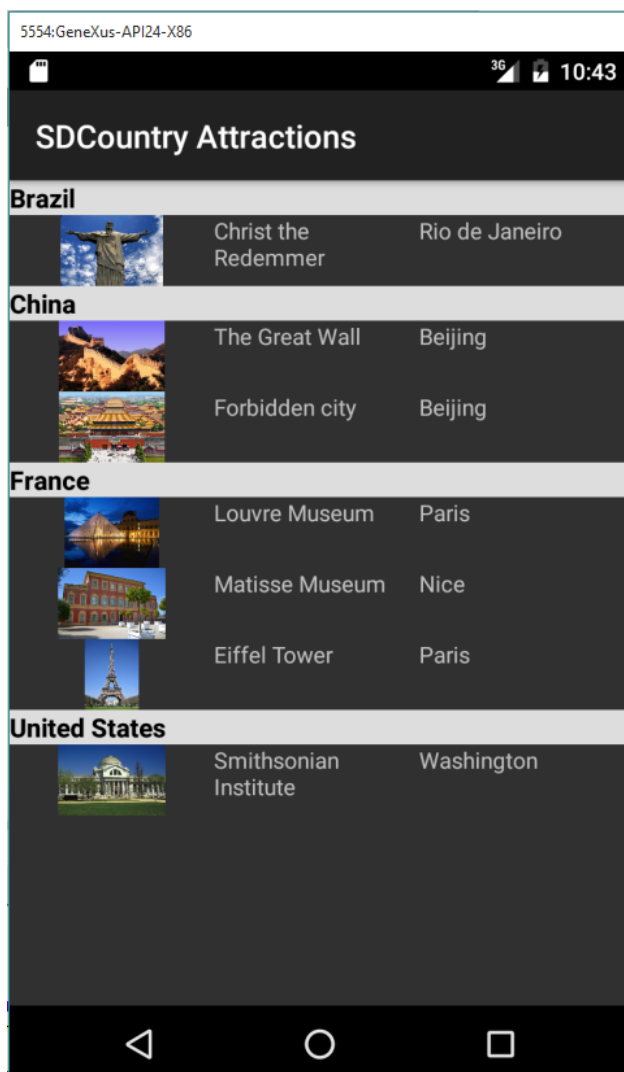 5554:GeneXus-API24-X86
3G 10:43
SDCountry Attractions
Brazil
Christ the Rio de Janeiro
Redemmer
China
The Great Wall Beijing
Forbidden city Beijing
France
Louvre Museum Paris
Matisse Museum Nice
Eiffel Tower Paris
United States
Smithsonian Washington
Institute